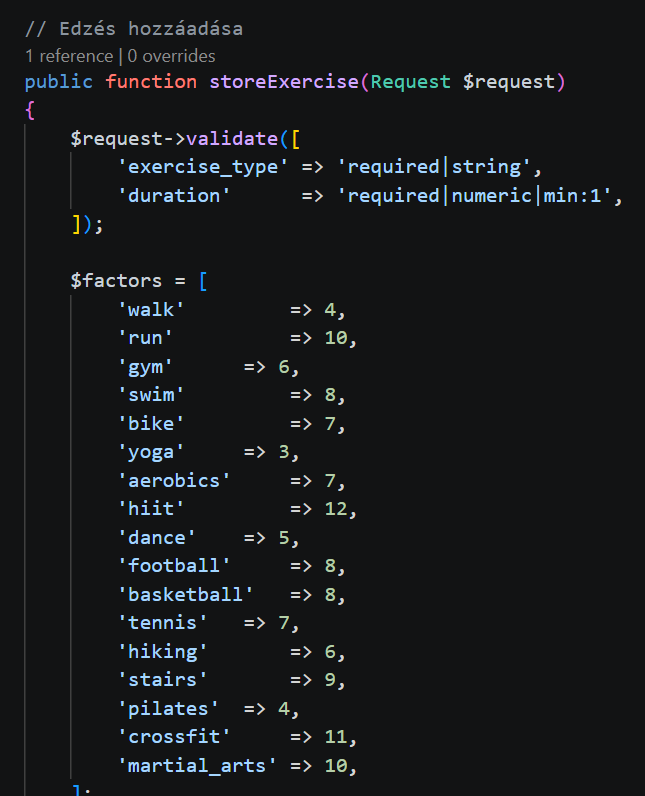 // Edzés hozzáadása
1 reference | 0 overrides
public function storeExercise(Request $request)
{
    $request->validate([
        'exercise_type' => 'required|string',
        'duration'      => 'required|numeric|min:1',
    ]);

    $factors = [
        'walk'         => 4,
        'run'          => 10,
        'gym'      => 6,
        'swim'         => 8,
        'bike'         => 7,
        'yoga'     => 3,
        'aerobics'     => 7,
        'hiit'         => 12,
        'dance'    => 5,
        'football'     => 8,
        'basketball'   => 8,
        'tennis'   => 7,
        'hiking'       => 6,
        'stairs'       => 9,
        'pilates'  => 4,
        'crossfit'     => 11,
        'martial_arts' => 10,
    ];